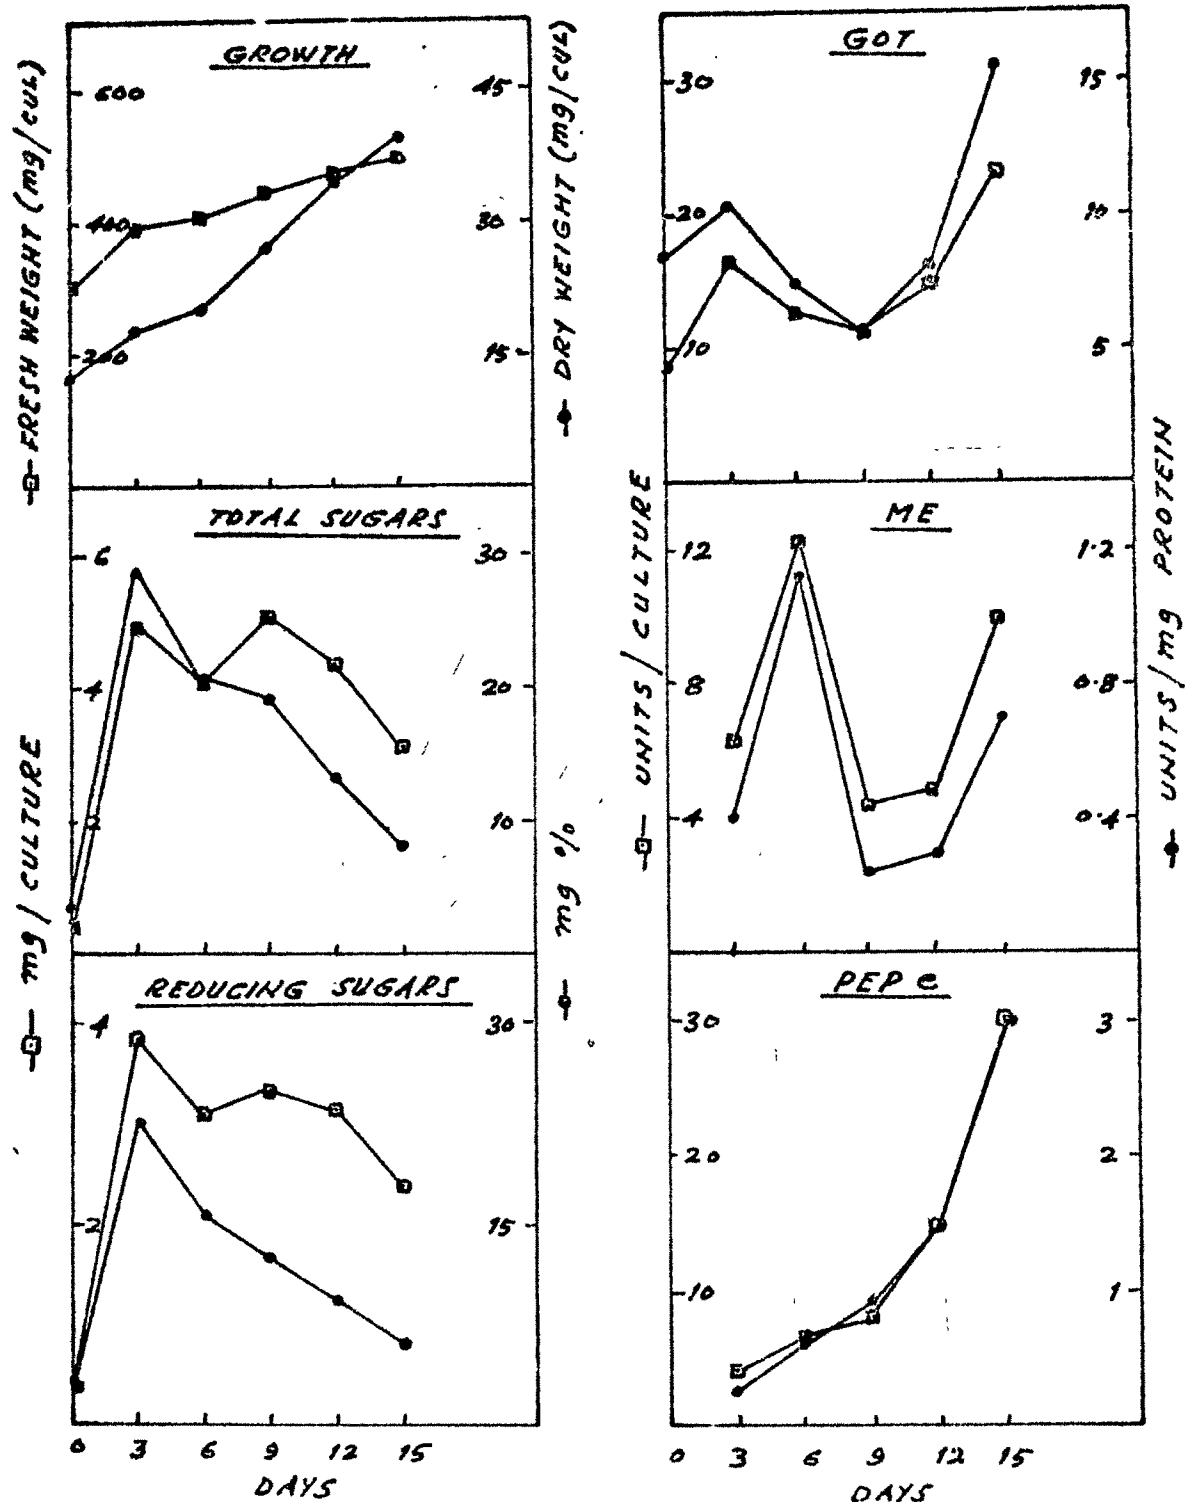 GROWTH
600
400
200
45
30
15
-□- FRESH WEIGHT (mg/CUL)
-●- DRY WEIGHT (mg/CUL)
TOTAL SUGARS
6
4
2
30
20
10
REDUCING SUGARS
4
2
30
15
-□- mg/CULTURE
-●- mg %
0 3 6 9 12 15
DAYS
GOT
30
20
10
15
10
5
ME
12
8
4
1.2
0.8
0.4
PEP C
30
20
10
3
2
1
-□- UNITS/CULTURE
-●- UNITS/mg PROTEIN
0 3 6 9 12 15
DAYS